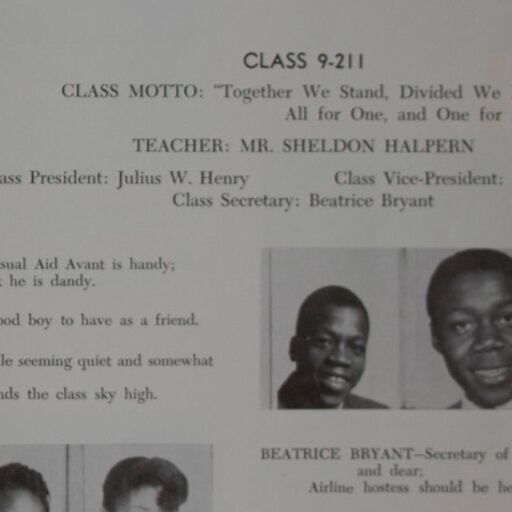 CLASS 9-211
CLASS MOTTO: "Together We Stand, Divided We
All for One, and One for
TEACHER: MR. SHELDON HALPERN
ass President: Julius W. Henry Class Vice-President:
Class Secretary: Beatrice Bryant
sual Aid Avant is handy;
he is dandy.
ood boy to have as a friend.
le seeming quiet and somewhat
nds the class sky high.
BEATRICE BRYANT—Secretary of
and dear;
Airline hostess should be he